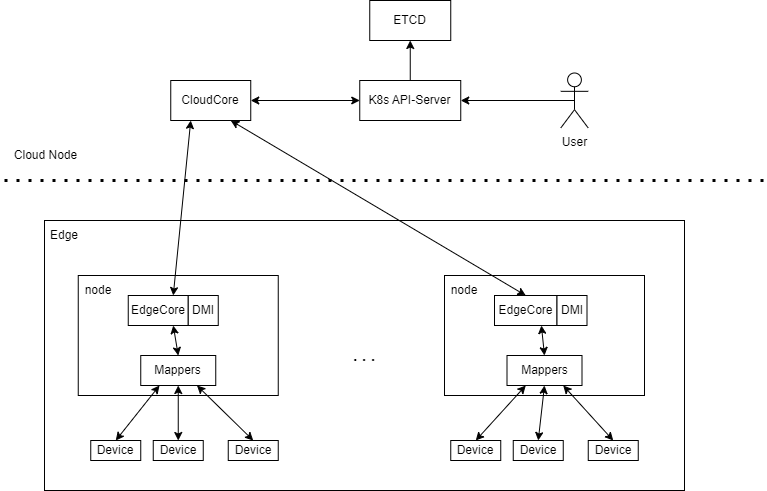 ETCD
CloudCore
K8s API-Server
User
Cloud Node
Edge
node
EdgeCore
DMI
Mappers
Device
Device
Device
. . .
node
EdgeCore
DMI
Mappers
Device
Device
Device